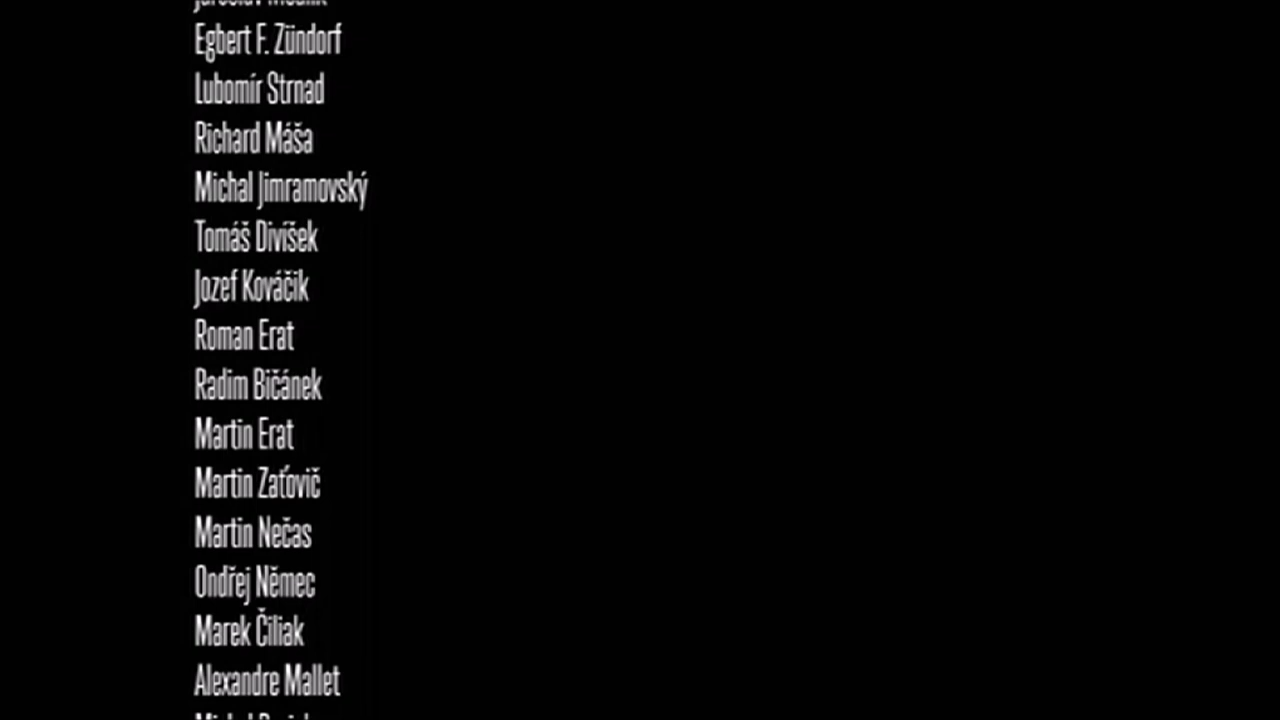 Egbert F. Zündorf
Lubomír Strnad
Richard Máša
Michal Jimramovský
Tomáš Divíšek
Jozef Kováčik
Roman Erat
Radim Bičánek
Martin Erat
Martin Zaťovič
Martin Nečas
Ondřej Němec
Marek Čiliak
Alexandre Mallet